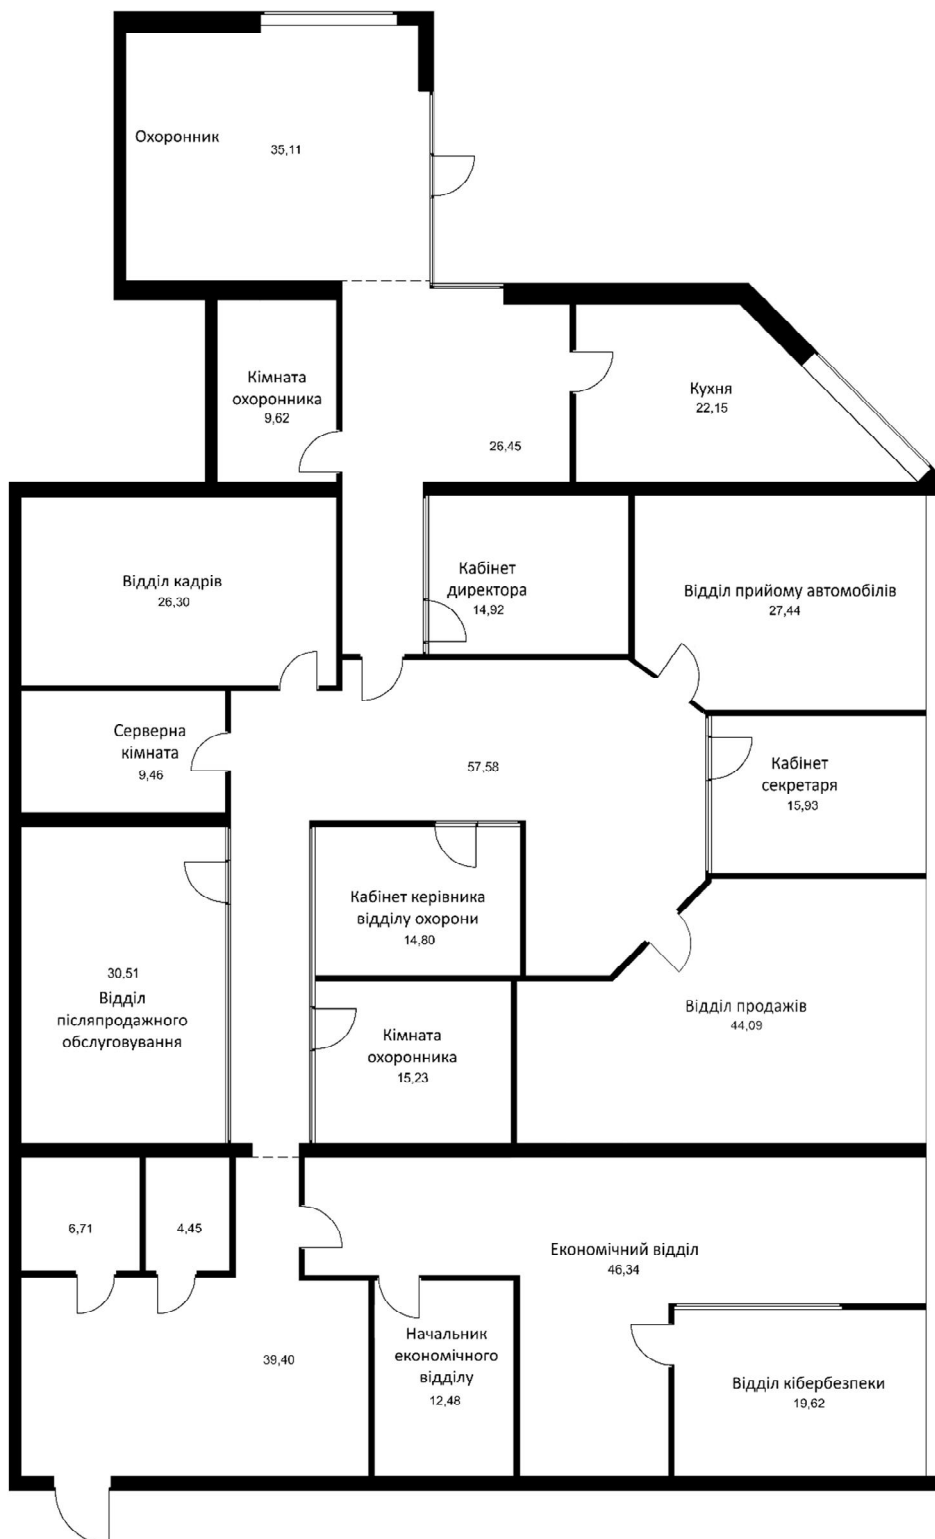 Охоронник
35,11
Кімната
охоронника
9,62
26,45
Кухня
22,15
Відділ кадрів
26,30
Кабінет
директора
14,92
Відділ прийому автомобілів
27,44
Серверна
кімната
9,46
57,58
Кабінет
секретаря
15,93
Кабінет керівника
відділу охорони
14,80
30.51
Відділ
післяпродажного
обслуговування
Кімната
охоронника
15,23
Відділ продажів
44,09
6,71
4,45
Економічний відділ
46,34
39,40
Начальник
економічного
відділу
12,48
Відділ кібербезпеки
19,62